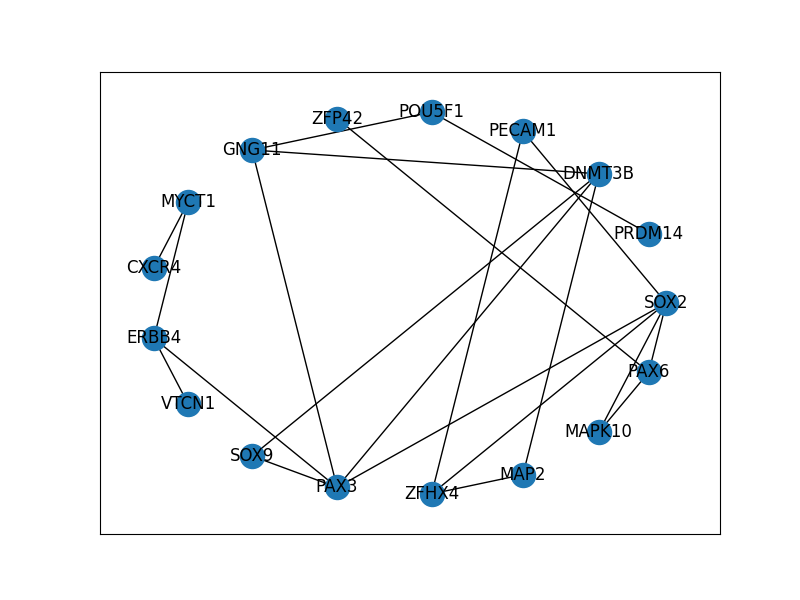 POU5F1
ZFP42
PECAM1
GNG11
DNMT3B
MYCT1
PRDM14
CXCR4
SOX2
ERBB4
PAX6
VTCN1
MAPK10
SOX9
MAP2
PAX3
ZFHX4